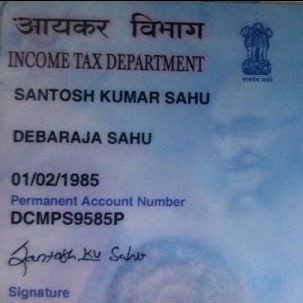 आयकर विभाग
INCOME TAX DEPARTMENT
SANTOSH KUMAR SAHU
DEBARAJA SAHU
01/02/1985
Permanent Account Number
DCMPS9585P
Santosh Ku Sahu
Signature